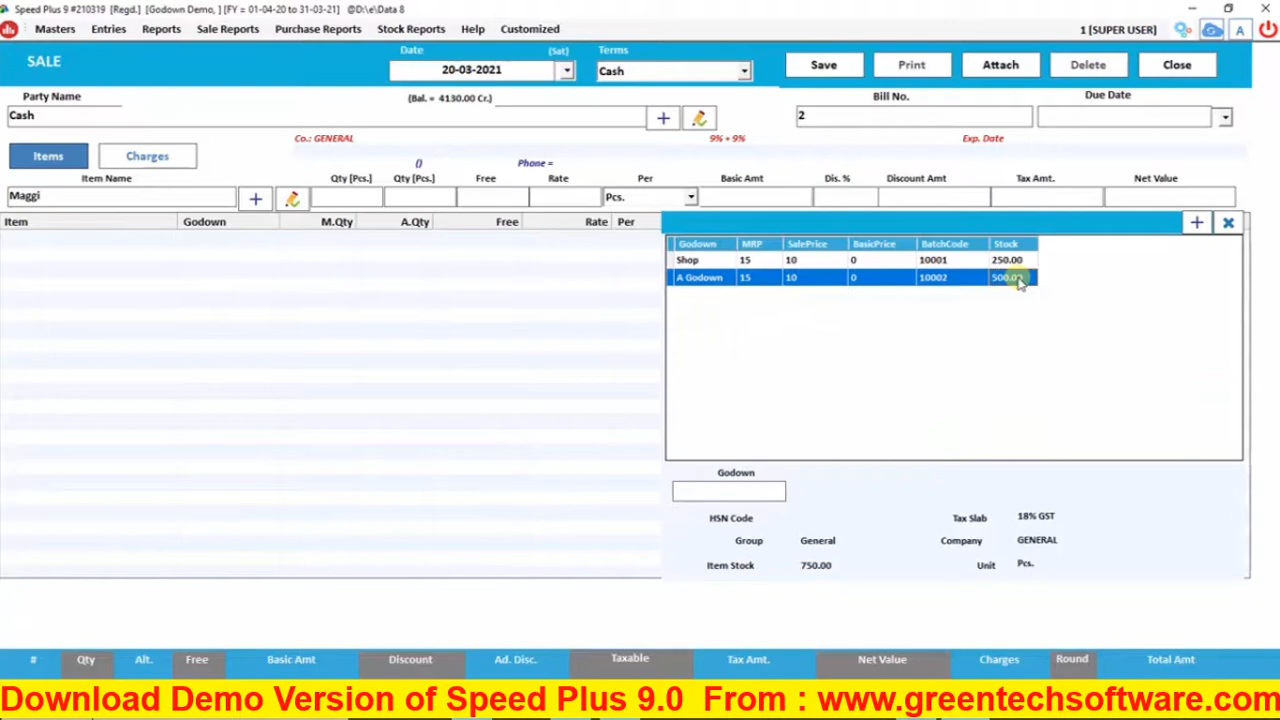 Speed Plus 9 #210319 [Regd.] [Godown Demo, ] [FY = 01-04-20 to 31-03-21] @D:\e\Data 8
Masters Entries Reports Sale Reports Purchase Reports Stock Reports Help Customized 1 [SUPER USER] A
SALE
Date [Sat] Terms
20-03-2021 Cash Save Print Attach Delete Close
Party Name (Bal. = 4130.00 Cr.) Bill No. Due Date
Cash 2
Co.: GENERAL 9% + 9% Exp. Date
Items Charges
() Phone =
Item Name Qty [Pcs.] Qty [Pcs.] Free Rate Per Basic Amt Dis. % Discount Amt Tax Amt. Net Value
Maggi Pcs.
Item Godown M.Qty A.Qty Free Rate Per
Godown MRP SalePrice BasicPrice BatchCode Stock
Shop 15 10 0 10001 250.00
A Godown 15 10 0 10002 500.00
Godown
HSN Code Tax Slab 18% GST
Group General Company GENERAL
Item Stock 750.00 Unit Pcs.
# Qty Alt. Free Basic Amt Discount Ad. Disc. Taxable Tax Amt. Net Value Charges Round Total Amt
Download Demo Version of Speed Plus 9.0 From : www.greentechsoftware.com